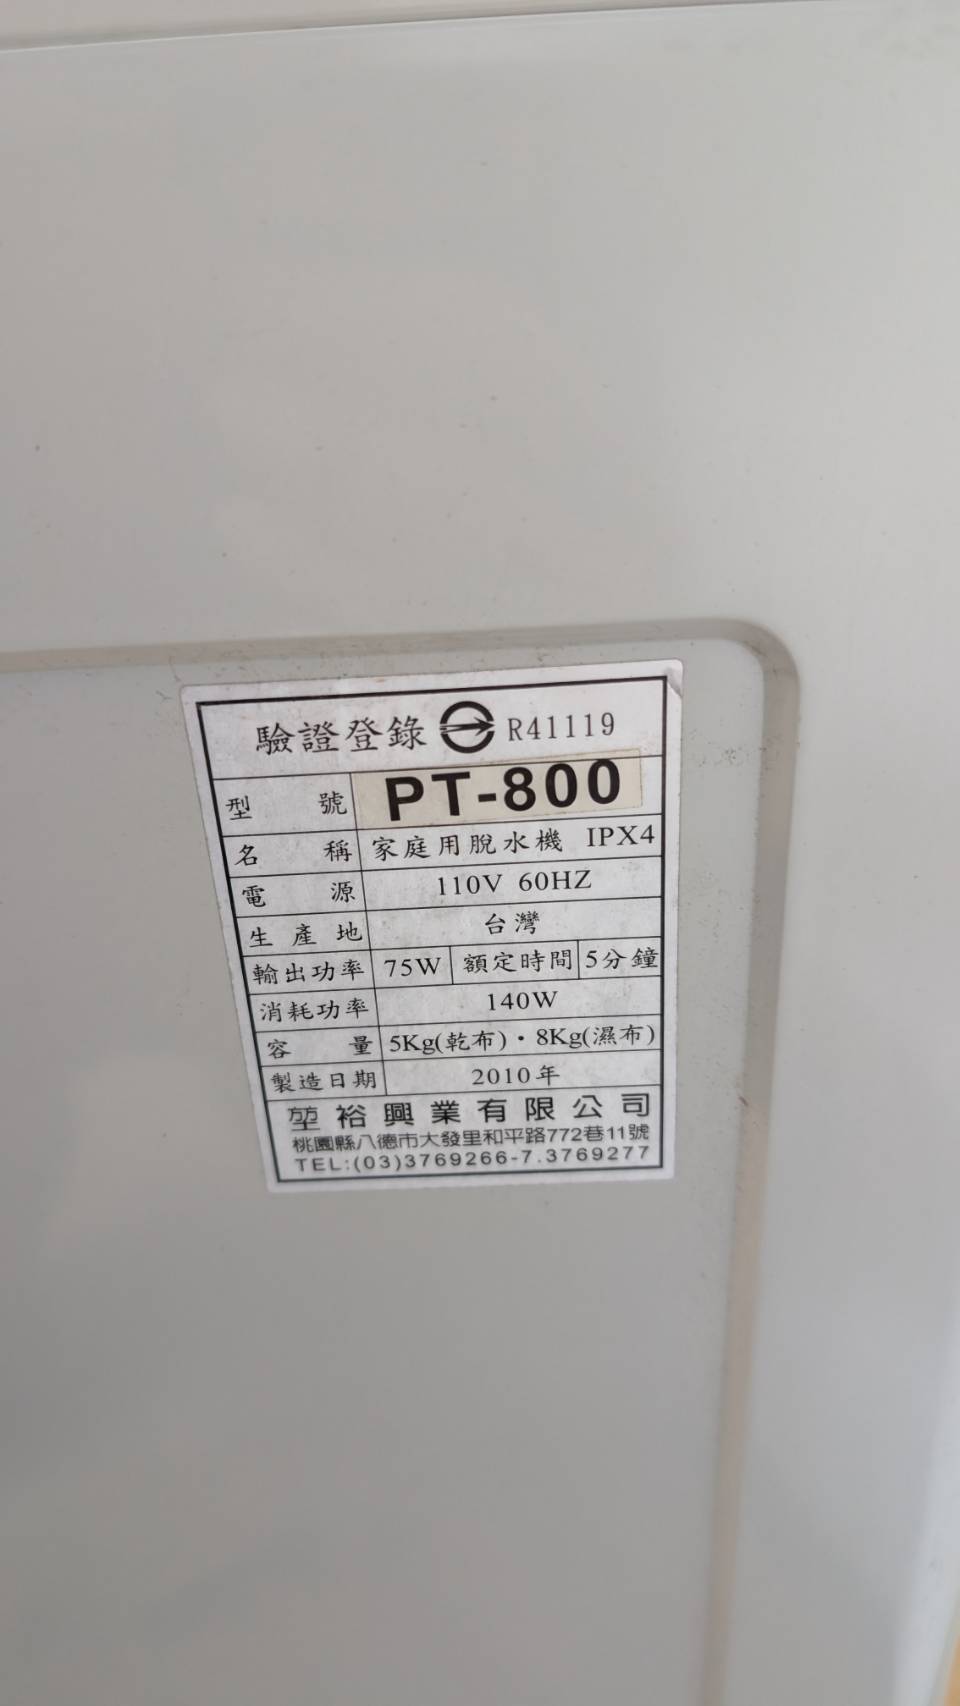 驗證登錄 R41119
型號 PT-800
名稱 家庭用脫水機 IPX4
電源 110V 60HZ
生產地 台灣
輸出功率 75W 額定時間 5分鐘
消耗功率 140W
容量 5Kg(乾布)・8Kg(濕布)
製造日期 2010年
堃裕興業有限公司
桃園縣八德市大發里和平路772巷11號
TEL:(03)3769266-7.3769277